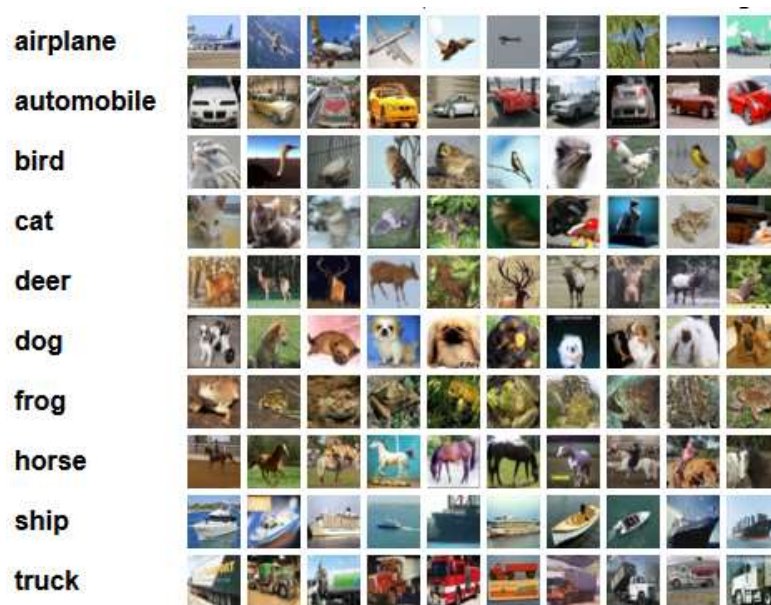 airplane
automobile
bird
cat
deer
dog
frog
horse
ship
truck